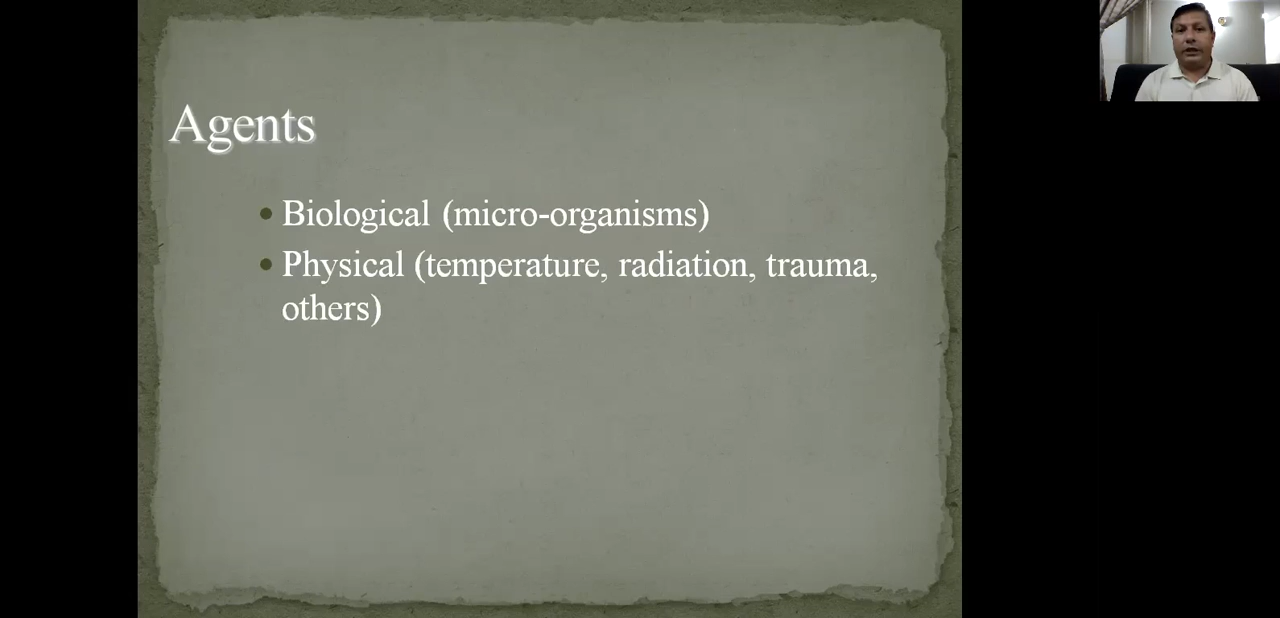 Agents
• Biological (micro-organisms)
• Physical (temperature, radiation, trauma,
others)